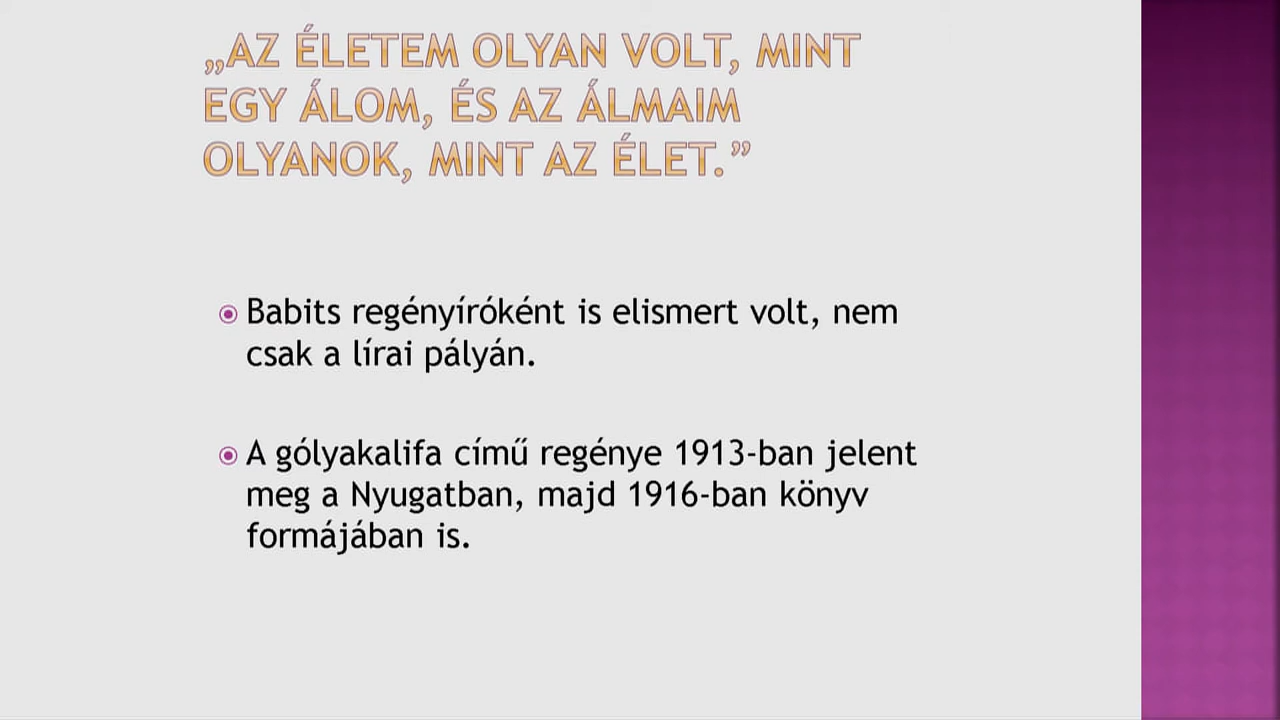 „AZ ÉLETEM OLYAN VOLT, MINT
EGY ÁLOM, ÉS AZ ÁLMAIM
OLYANOK, MINT AZ ÉLET.”
Babits regényíróként is elismert volt, nem
csak a lírai pályán.
A gólyakalifa című regénye 1913-ban jelent
meg a Nyugatban, majd 1916-ban könyv
formájában is.